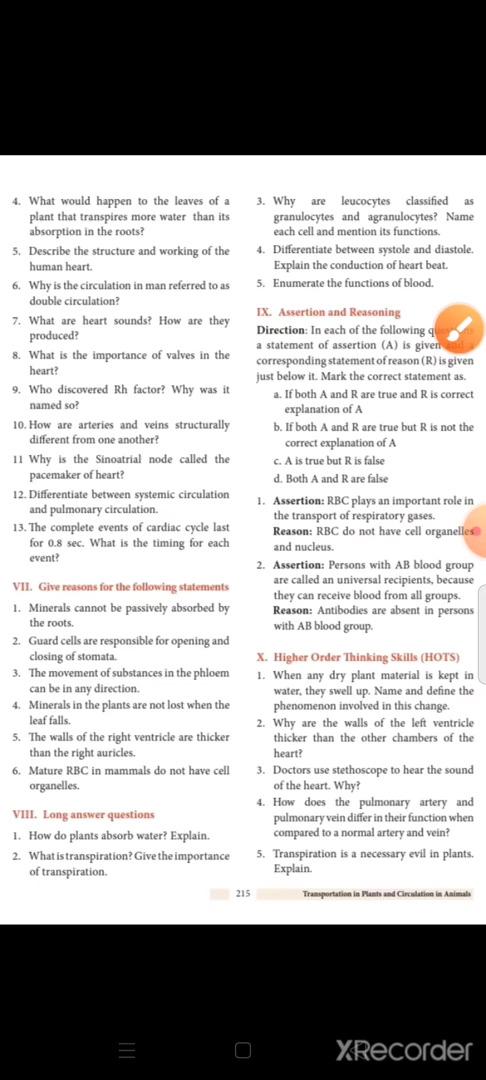 4. What would happen to the leaves of a
plant that transpires more water than its
absorption in the roots?
5. Describe the structure and working of the
human heart.
6. Why is the circulation in man referred to as
double circulation?
7. What are heart sounds? How are they
produced?
8. What is the importance of valves in the
heart?
9. Who discovered Rh factor? Why was it
named so?
10. How are arteries and veins structurally
different from one another?
11 Why is the Sinoatrial node called the
pacemaker of heart?
12. Differentiate between systemic circulation
and pulmonary circulation.
13. The complete events of cardiac cycle last
for 0.8 sec. What is the timing for each
event?
VII. Give reasons for the following statements
1. Minerals cannot be passively absorbed by
the roots.
2. Guard cells are responsible for opening and
closing of stomata.
3. The movement of substances in the phloem
can be in any direction.
4. Minerals in the plants are not lost when the
leaf falls.
5. The walls of the right ventricle are thicker
than the right auricles.
6. Mature RBC in mammals do not have cell
organelles.
VIII. Long answer questions
1. How do plants absorb water? Explain.
2. What is transpiration? Give the importance
of transpiration.
3. Why are leucocytes classified as
granulocytes and agranulocytes? Name
each cell and mention its functions.
4. Differentiate between systole and diastole.
Explain the conduction of heart beat.
5. Enumerate the functions of blood.
IX. Assertion and Reasoning
Direction: In each of the following
a statement of assertion (A) is given
corresponding statement of reason (R) is given
just below it. Mark the correct statement as.
a. If both A and R are true and R is correct
explanation of A
b. If both A and R are true but R is not the
correct explanation of A
c. A is true but R is false
d. Both A and R are false
1. Assertion: RBC plays an important role in
the transport of respiratory gases.
Reason: RBC do not have cell organelles
and nucleus.
2. Assertion: Persons with AB blood group
are called an universal recipients, because
they can receive blood from all groups.
Reason: Antibodies are absent in persons
with AB blood group.
X. Higher Order Thinking Skills (HOTS)
1. When any dry plant material is kept in
water, they swell up. Name and define the
phenomenon involved in this change.
2. Why are the walls of the left ventricle
thicker than the other chambers of the
heart?
3. Doctors use stethoscope to hear the sound
of the heart. Why?
4. How does the pulmonary artery and
pulmonary vein differ in their function when
compared to a normal artery and vein?
5. Transpiration is a necessary evil in plants.
Explain.
215 Transportation in Plants and Circulation in Animals
XRecorder